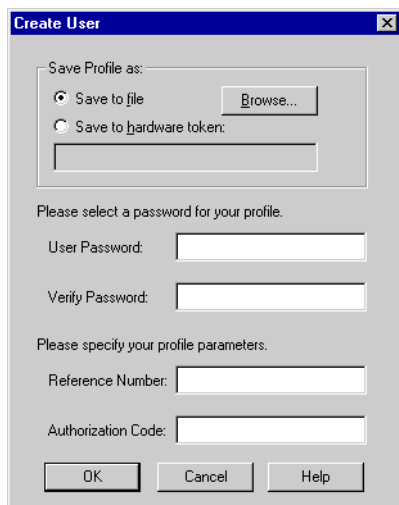 Create User
Save Profile as:
Save to file
Browse...
Save to hardware token:
Please select a password for your profile.
User Password:
Verify Password:
Please specify your profile parameters.
Reference Number:
Authorization Code:
OK Cancel Help